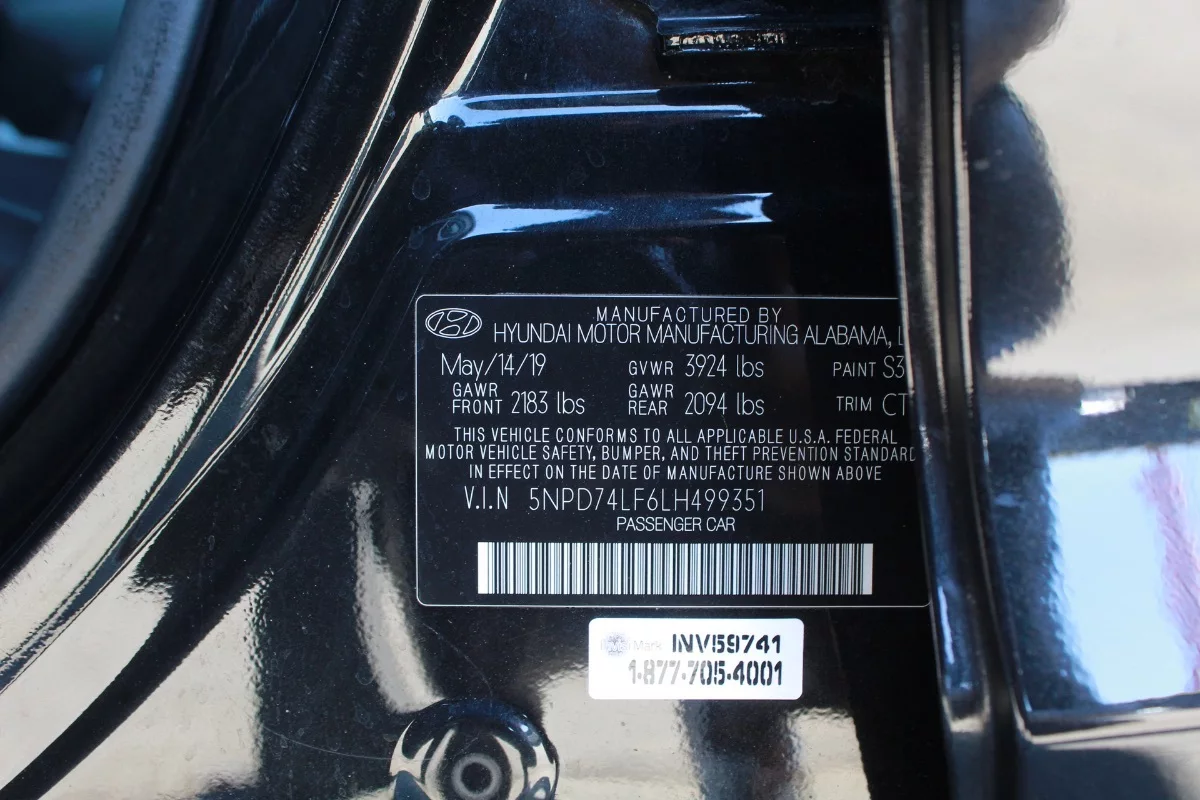 MANUFACTURED BY
HYUNDAI MOTOR MANUFACTURING ALABAMA,
May/14/19 GVWR 3924 lbs PAINT S3
GAWR FRONT 2183 lbs GAWR REAR 2094 lbs TRIM CT
THIS VEHICLE CONFORMS TO ALL APPLICABLE U.S.A. FEDERAL
MOTOR VEHICLE SAFETY, BUMPER, AND THEFT PREVENTION STANDARD
IN EFFECT ON THE DATE OF MANUFACTURE SHOWN ABOVE
V.I.N 5NPD74LF6LH499351
PASSENGER CAR
INV59741
1-877-705-4001